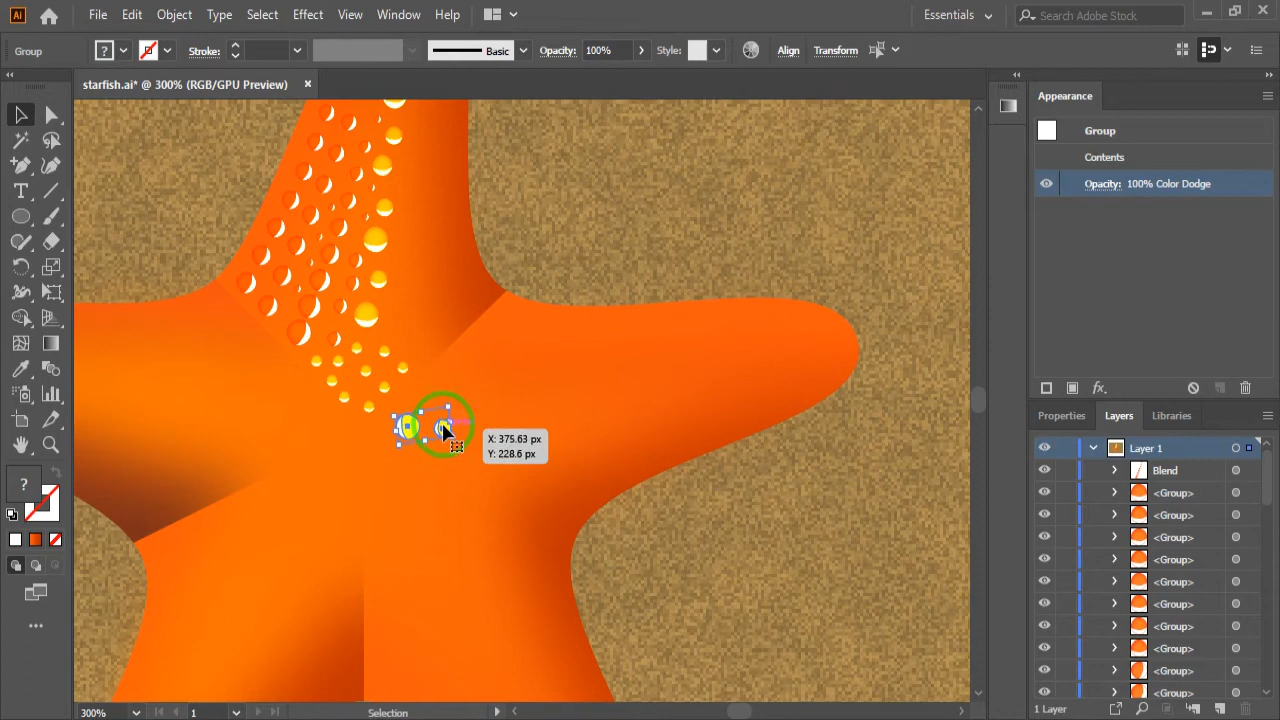 Ai File Edit Object Type Select Effect View Window Help Essentials Search Adobe Stock
Group ? Stroke: Basic Opacity: 100% Style: Align Transform
starfish.ai* @ 300% (RGB/GPU Preview) ×
Appearance
Group
Contents
Opacity: 100% Color Dodge
fx.
Properties Layers Libraries
X: 375.63 px
Y: 228.6 px
Layer 1
Blend
<Group>
<Group>
<Group>
<Group>
<Group>
<Group>
<Group>
<Group>
<Group>
<Group>
?
300% 1 Selection
1 Layer